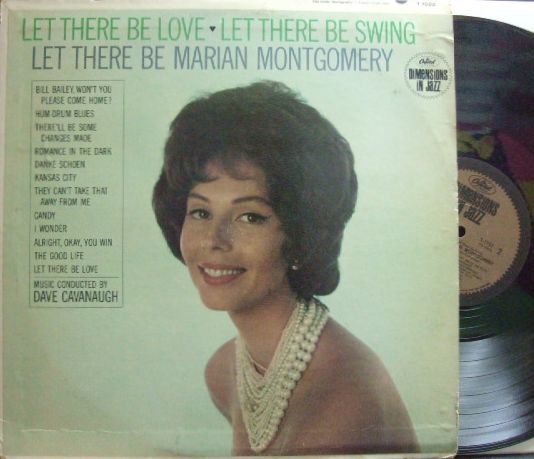 LET THERE BE LOVE ♥ LET THERE BE SWING
LET THERE BE MARIAN MONTGOMERY
Capitol
DIMENSIONS
IN JAZZ
BILL BAILEY, WON'T YOU
PLEASE COME HOME?
HUM-DRUM BLUES
THERE'LL BE SOME
CHANGES MADE
ROMANCE IN THE DARK
DANKE SCHOEN
KANSAS CITY
THEY CAN'T TAKE THAT
AWAY FROM ME
CANDY
I WONDER
ALRIGHT, OKAY, YOU WIN
THE GOOD LIFE
LET THERE BE LOVE
MUSIC CONDUCTED BY
DAVE CAVANAUGH
Capitol
DIMENSIONS
IN JAZZ
2